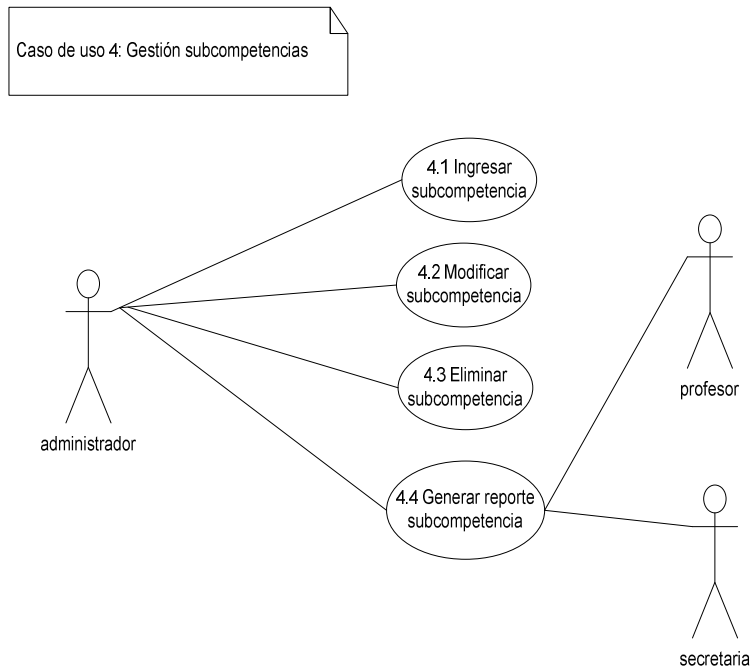 Caso de uso 4: Gestión subcompetencias
4.1 Ingresar
subcompetencia
4.2 Modificar
subcompetencia
4.3 Eliminar
subcompetencia
4.4 Generar reporte
subcompetencia
administrador
profesor
secretaria